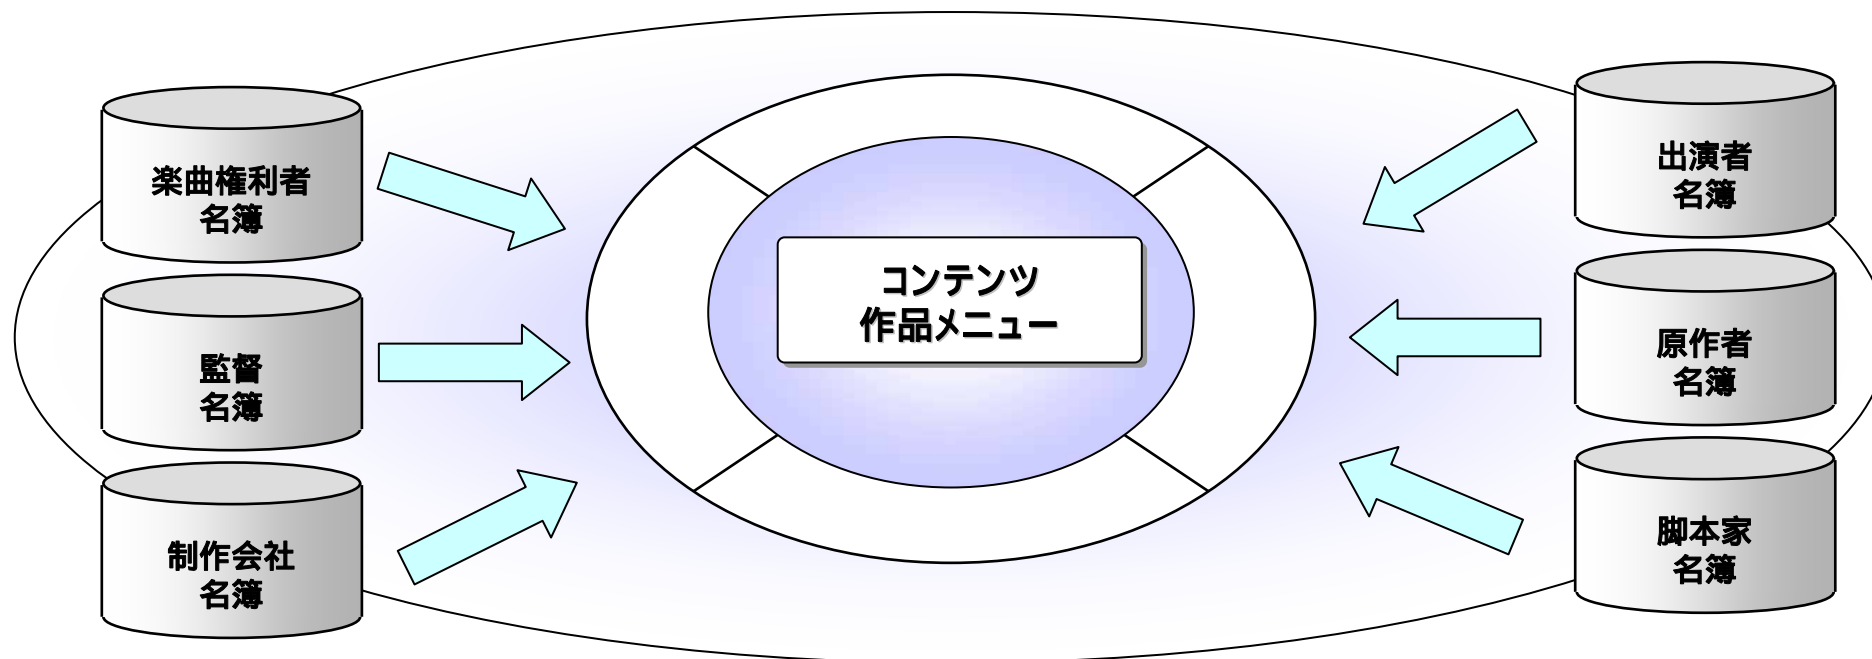 楽曲権利者
名簿
監督
名簿
制作会社
名簿
コンテンツ
作品メニュー
出演者
名簿
原作者
名簿
脚本家
名簿